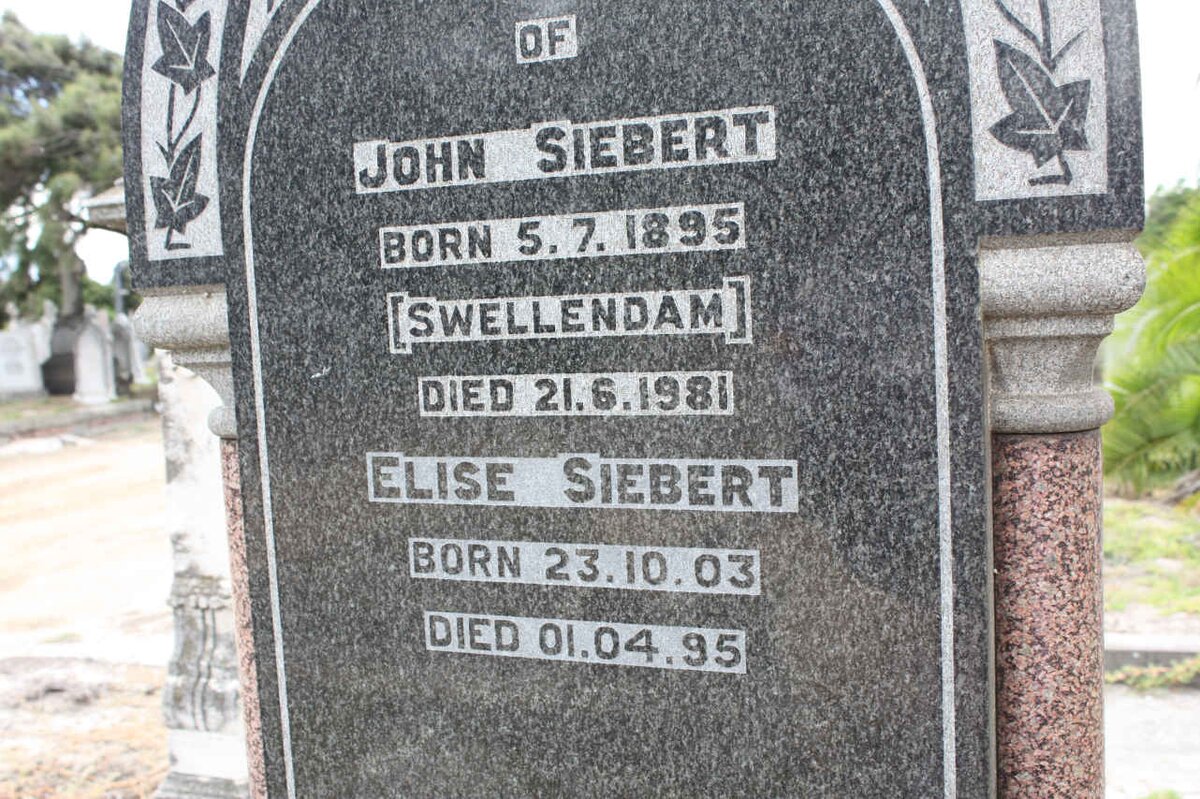 OF
JOHN SIEBERT
BORN 5.7.1895
[SWELLENDAM]
DIED 21.6.1981
ELISE SIEBERT
BORN 23.10.03
DIED 01.04.95